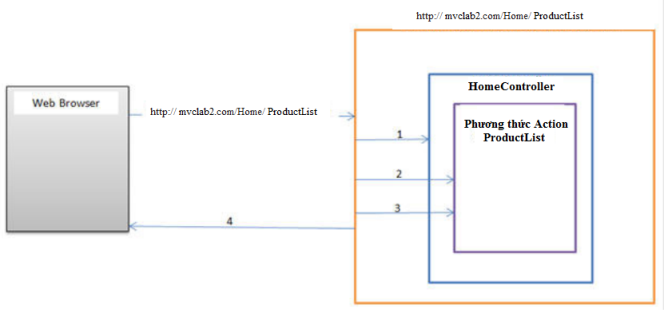 http:// mvclab2.com/Home/ ProductList
HomeController
Web Browser
http:// mvclab2.com/Home/ ProductList
Phương thức Action
ProductList
1
2
3
4